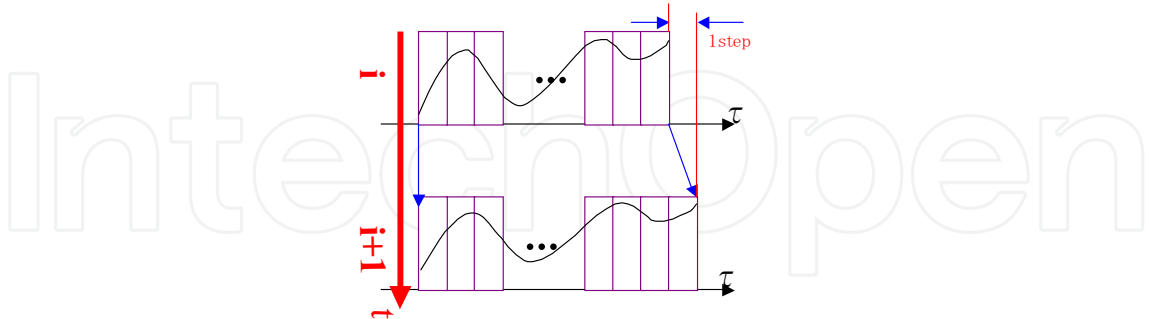 1step
i
•••
τ
i+1
•••
τ
t
IntechOpen